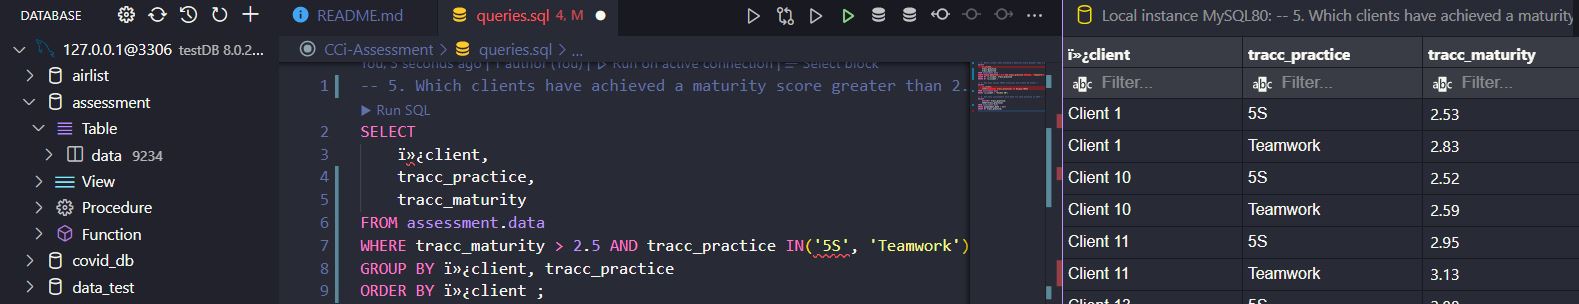 DATABASE
127.0.0.1@3306 testDB 8.0.2...
airlist
assessment
Table
data 9234
View
Procedure
Function
covid_db
data_test
README.md
queries.sql 4, M
CCi-Assessment > queries.sql > ...
You, 5 seconds ago | 1 author (You) | Run on active connection | Select block
1 -- 5. Which clients have achieved a maturity score greater than 2.
Run SQL
2 SELECT
3 ï»¿client,
4 tracc_practice,
5 tracc_maturity
6 FROM assessment.data
7 WHERE tracc_maturity > 2.5 AND tracc_practice IN('5S', 'Teamwork')
8 GROUP BY ï»¿client, tracc_practice
9 ORDER BY ï»¿client ;
Local instance MySQL80: -- 5. Which clients have achieved a maturity
ï»¿client tracc_practice tracc_maturity
abc Filter... abc Filter... abc Filter...
Client 1 5S 2.53
Client 1 Teamwork 2.83
Client 10 5S 2.52
Client 10 Teamwork 2.59
Client 11 5S 2.95
Client 11 Teamwork 3.13